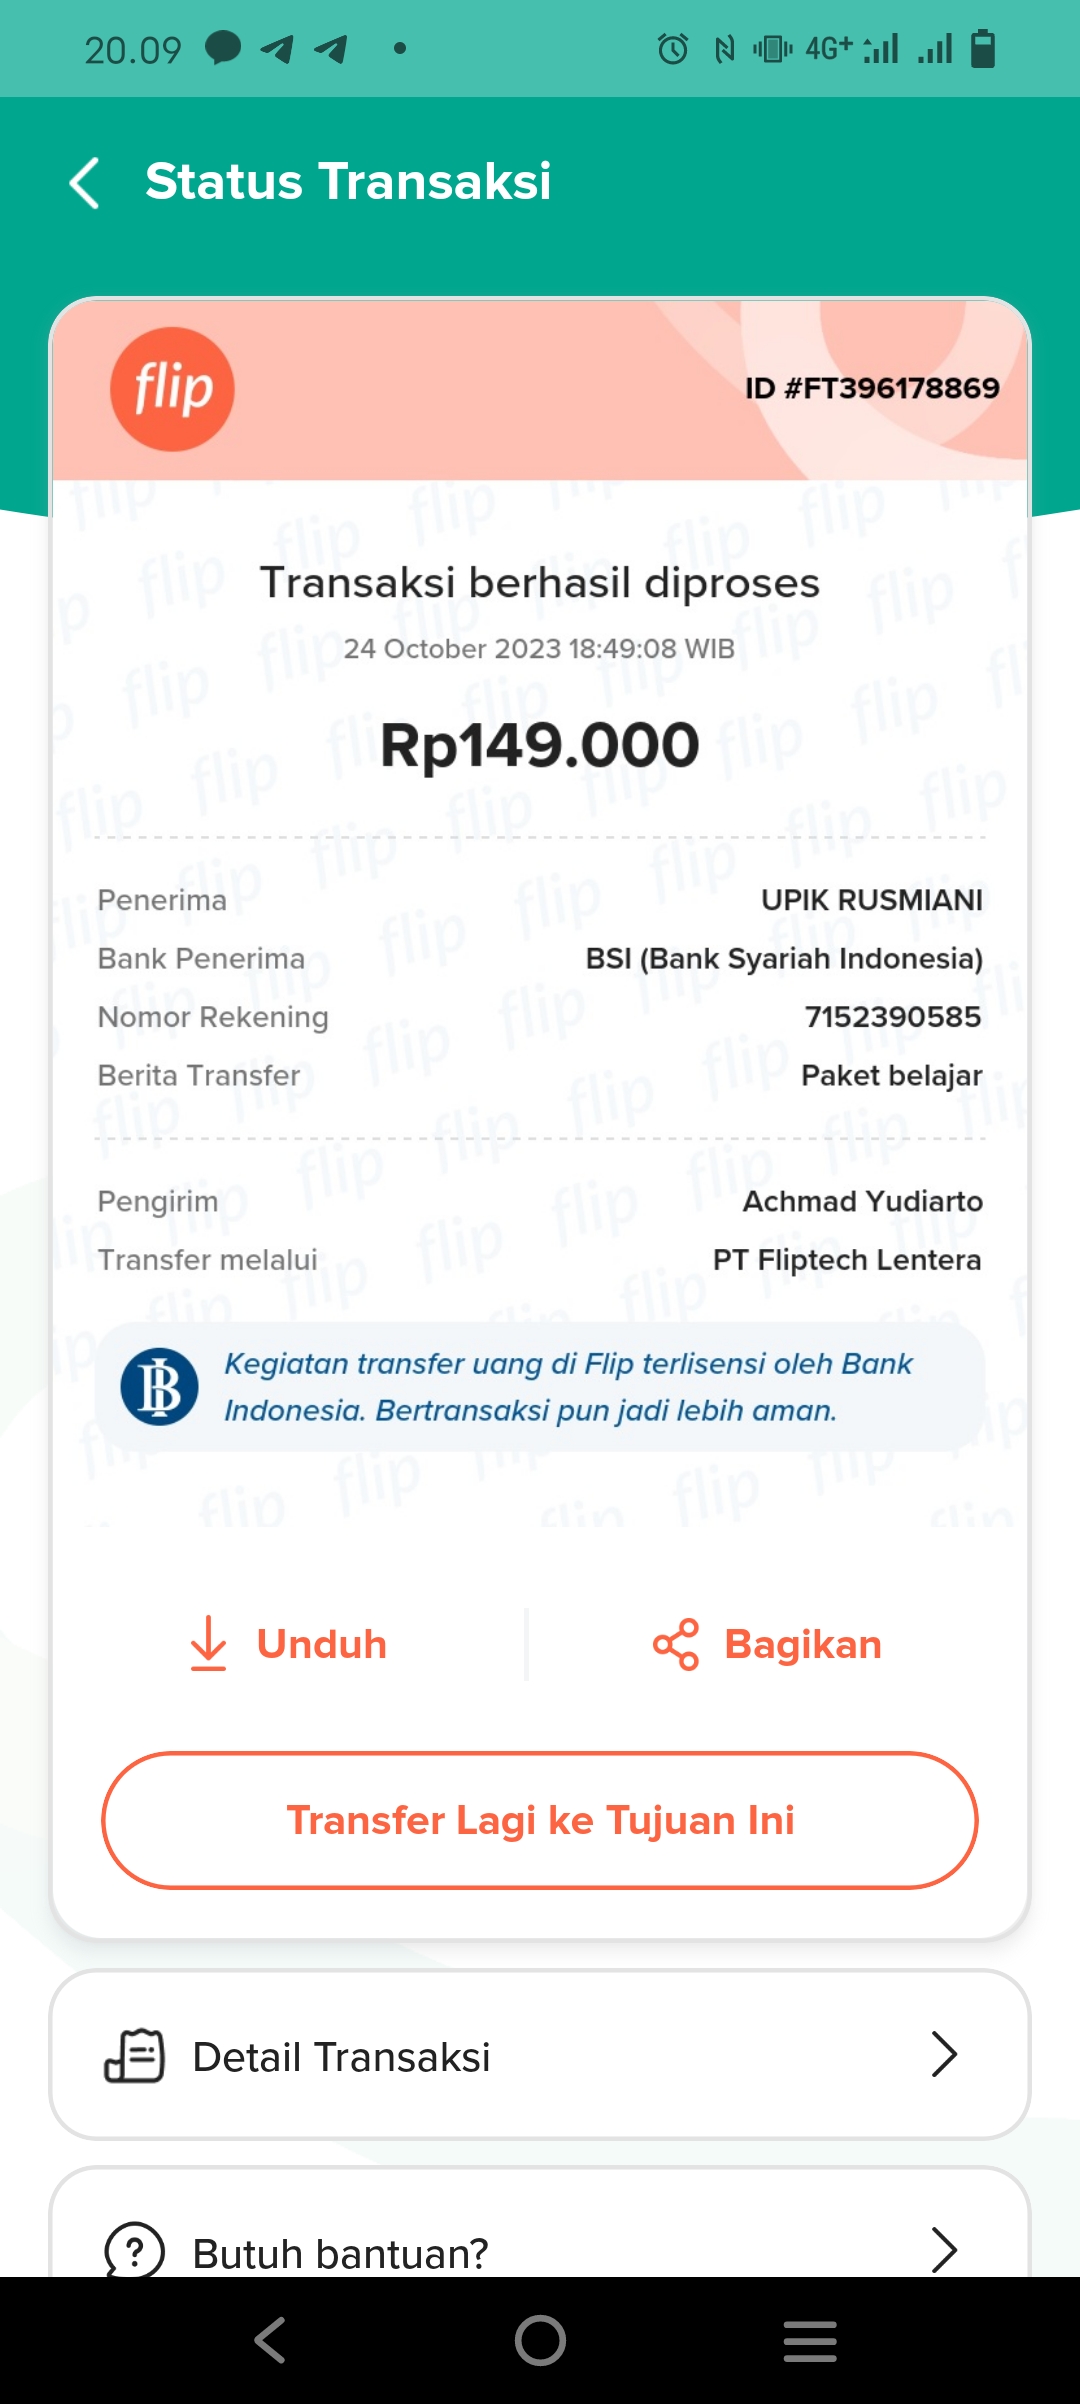 20.09
4G+
Status Transaksi
flip
ID #FT396178869
Transaksi berhasil diproses
24 October 2023 18:49:08 WIB
Rp149.000
Penerima UPIK RUSMIANI
Bank Penerima BSI (Bank Syariah Indonesia)
Nomor Rekening 7152390585
Berita Transfer Paket belajar
Pengirim Achmad Yudiarto
Transfer melalui PT Fliptech Lentera
Kegiatan transfer uang di Flip terlisensi oleh Bank
Indonesia. Bertransaksi pun jadi lebih aman.
Unduh
Bagikan
Transfer Lagi ke Tujuan Ini
Detail Transaksi
Butuh bantuan?